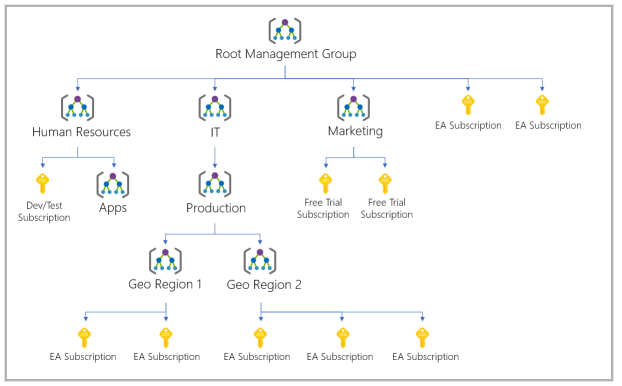 Root Management Group
Human Resources
IT
Marketing
EA Subscription
EA Subscription
Dev/Test
Subscription
Apps
Production
Free Trial
Subscription
Free Trial
Subscription
Geo Region 1
Geo Region 2
EA Subscription
EA Subscription
EA Subscription
EA Subscription
EA Subscription